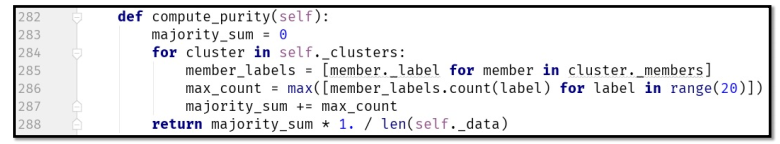 282 def compute_purity(self):
283 majority_sum = 0
284 for cluster in self._clusters:
285 member_labels = [member._label for member in cluster._members]
286 max_count = max([member_labels.count(label) for label in range(20)])
287 majority_sum += max_count
288 return majority_sum * 1. / len(self._data)